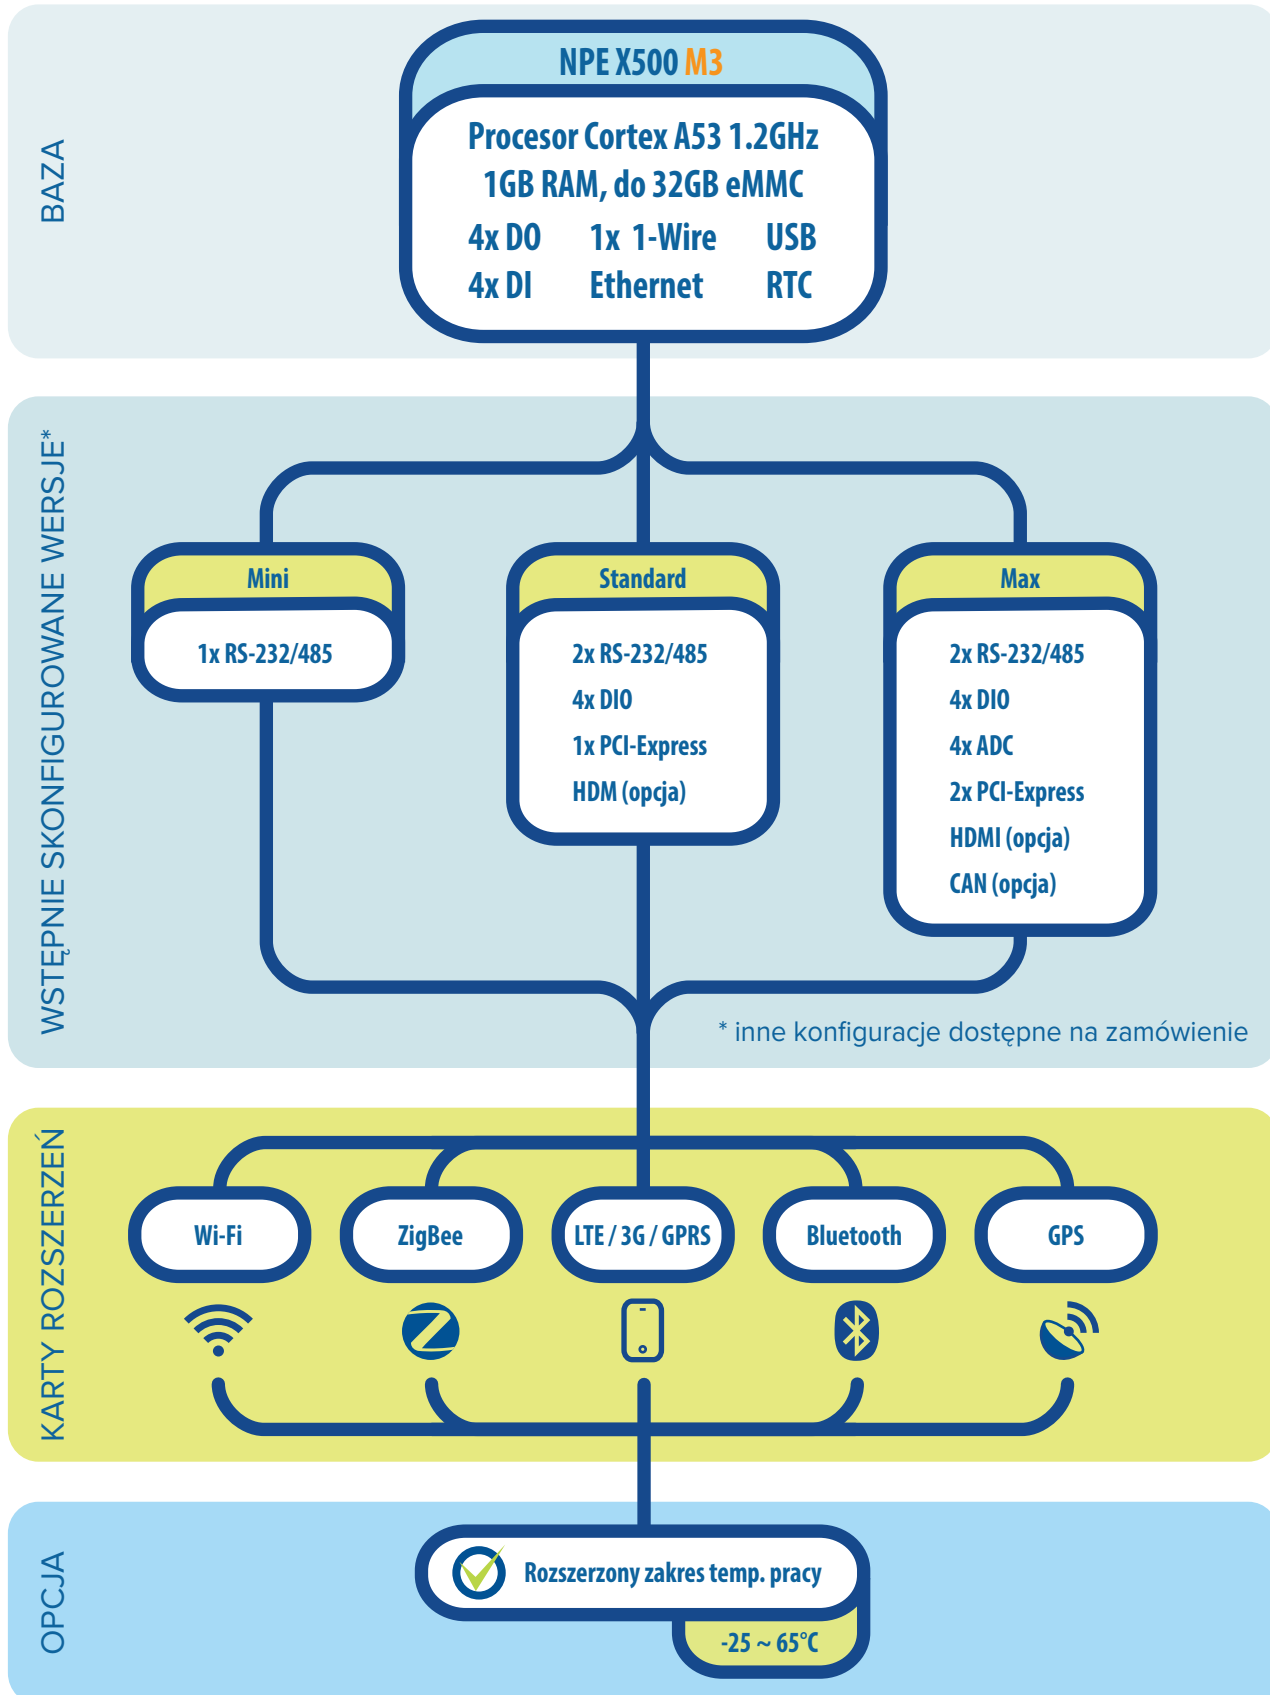 BAZA
NPE X500 M3
Procesor Cortex A53 1.2GHz
1GB RAM, do 32GB eMMC
4x DO 1x 1-Wire USB
4x DI Ethernet RTC
WSTĘPNIE SKONFIGUROWANE WERSJE*
Mini
1x RS-232/485
Standard
2x RS-232/485
4x DIO
1x PCI-Express
HDM (opcja)
Max
2x RS-232/485
4x DIO
4x ADC
2x PCI-Express
HDMI (opcja)
CAN (opcja)
* inne konfiguracje dostępne na zamówienie
KARTY ROZSZERZEŃ
Wi-Fi
ZigBee
LTE / 3G / GPRS
Bluetooth
GPS
OPCJA
Rozszerzony zakres temp. pracy
-25 ~ 65°C